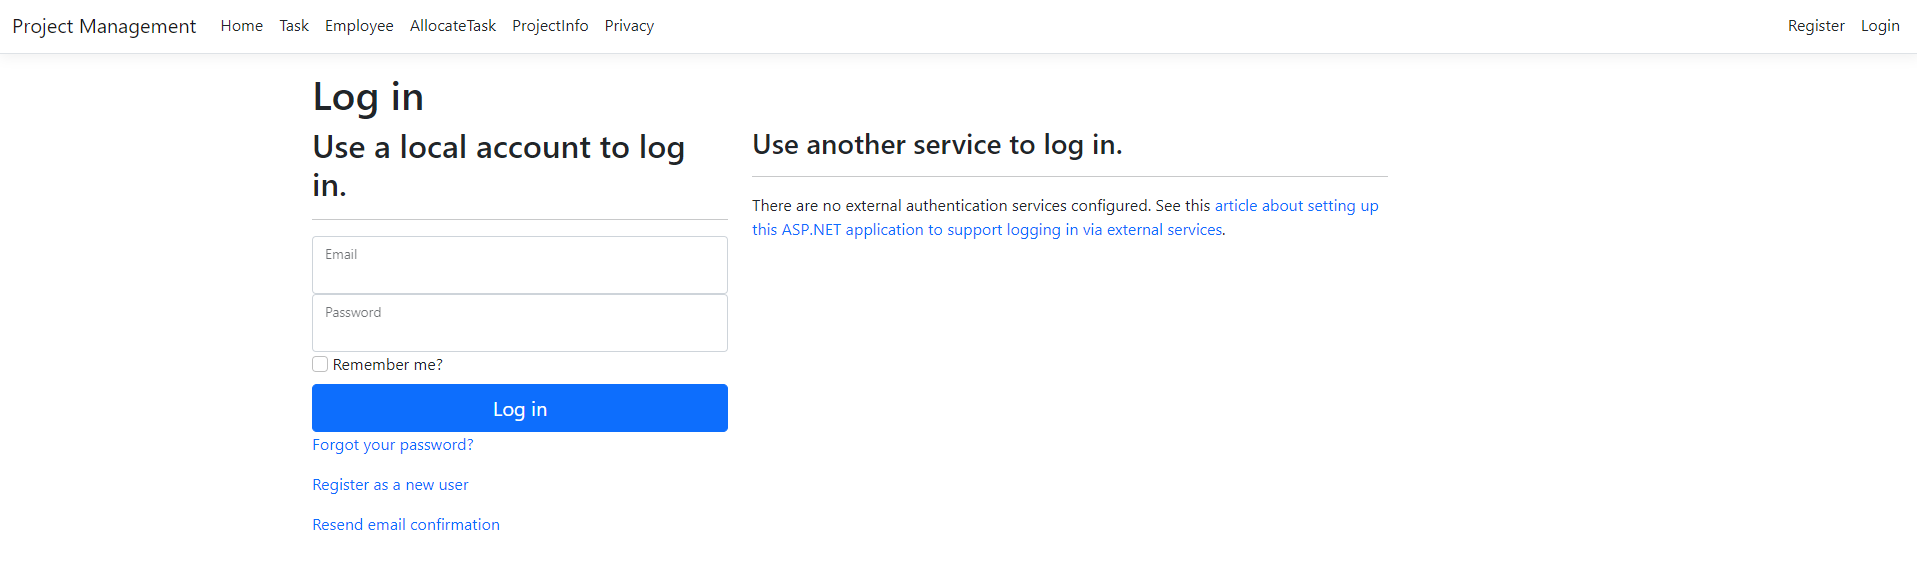 Project Management Home Task Employee AllocateTask ProjectInfo Privacy Register Login
Log in
Use a local account to log
in.
Email
Password
Remember me?
Log in
Forgot your password?
Register as a new user
Resend email confirmation
Use another service to log in.
There are no external authentication services configured. See this article about setting up
this ASP.NET application to support logging in via external services.